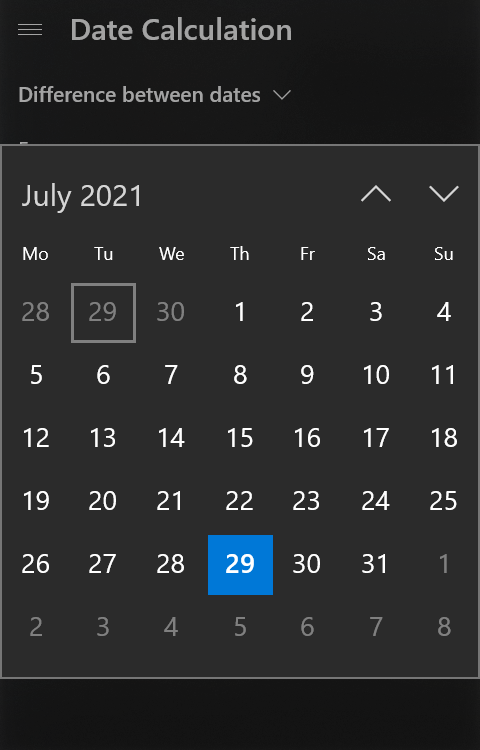 Date Calculation
Difference between dates
July 2021
Mo Tu We Th Fr Sa Su
28 29 30 1 2 3 4
5 6 7 8 9 10 11
12 13 14 15 16 17 18
19 20 21 22 23 24 25
26 27 28 29 30 31 1
2 3 4 5 6 7 8